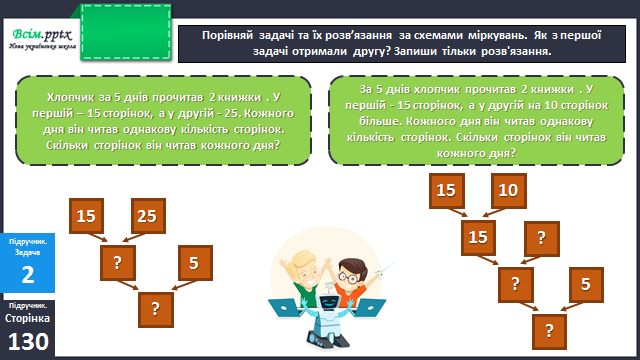 Всім.pptx
Нова українська школа
Порівняй задачі та їх розв’язання за схемами міркувань. Як з першої
задачі отримали другу? Запиши тільки розв'язання.
Хлопчик за 5 днів прочитав 2 книжки . У
першій – 15 сторінок, а у другій - 25. Кожного
дня він читав однакову кількість сторінок.
Скільки сторінок він читав кожного дня?
За 5 днів хлопчик прочитав 2 книжки . У
першій - 15 сторінок, а у другій на 10 сторінок
більше. Кожного дня він читав однакову
кількість сторінок. Скільки сторінок він читав
кожного дня?
15 25
? 5
?
15 10
15 ?
? 5
?
Підручник.
Задача
2
Підручник.
Сторінка
130